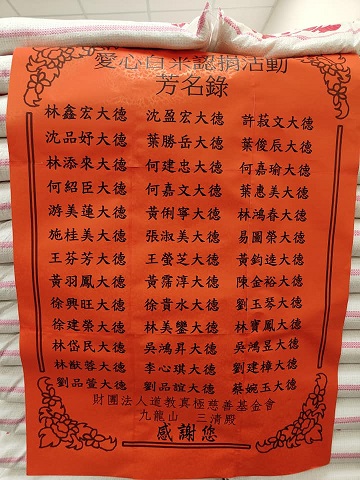 愛心白米認捐活動
芳名錄
林鑫宏大德 沈盈宏大德 許菽文大德
沈品妤大德 葉勝岳大德 葉俊辰大德
林添來大德 何建忠大德 何嘉瑜大德
何紹臣大德 何嘉文大德 葉惠美大德
游美蓮大德 黃俐寧大德 林鴻春大德
施桂美大德 張淑美大德 易圖榮大德
王芬芳大德 王螢芝大德 黃鈞逵大德
黃羽鳳大德 黃霈淳大德 陳金裕大德
徐興旺大德 徐貴水大德 劉玉琴大德
徐建榮大德 林美鑾大德 林寶鳳大德
林岱民大德 吳鴻昇大德 吳鴻昱大德
林猷蓉大德 李心琪大德 劉建樟大德
劉品萱大德 劉品誼大德 蘇婉玉大德
財團法人道教真極慈善基金會
九龍山 三清殿
感謝您